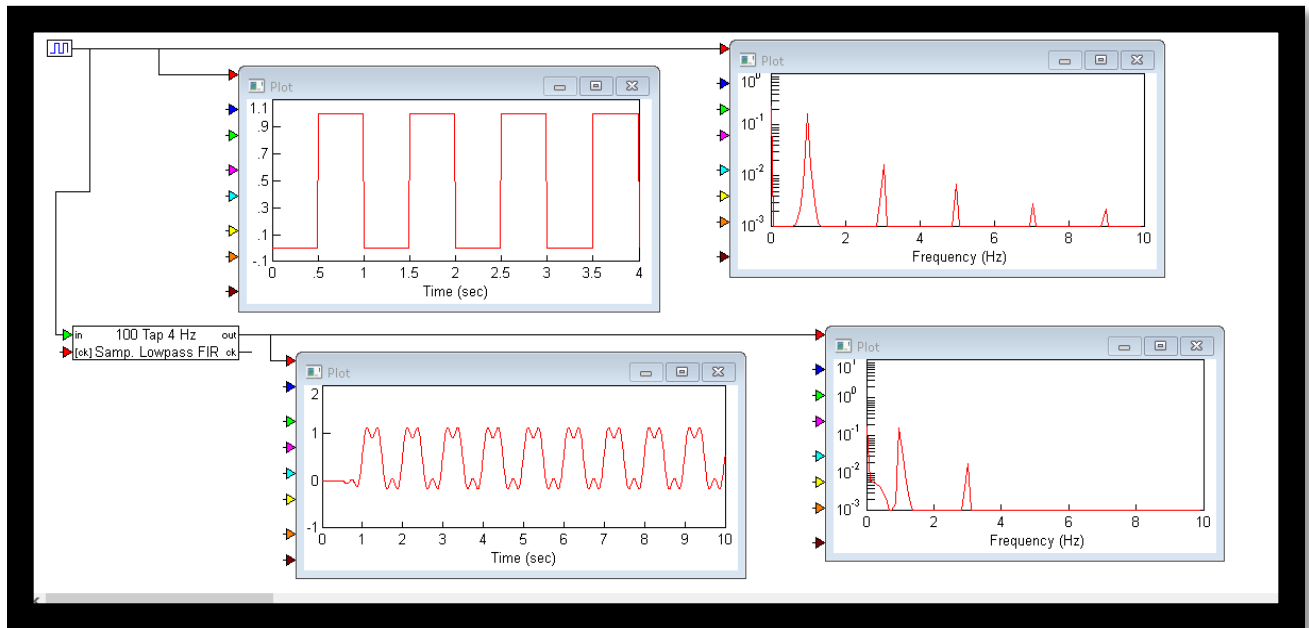 Plot
1.1
.9
.7
.5
.3
.1
-.1
0 .5 1 1.5 2 2.5 3 3.5 4
Time (sec)
Plot
10^0
10^-1
10^-2
10^-3
0 2 4 6 8 10
Frequency (Hz)
in 100 Tap 4 Hz out
[ck] Samp. Lowpass FIR ck
Plot
2
1
0
-1
0 1 2 3 4 5 6 7 8 9 10
Time (sec)
Plot
10^1
10^0
10^-1
10^-2
10^-3
0 2 4 6 8 10
Frequency (Hz)